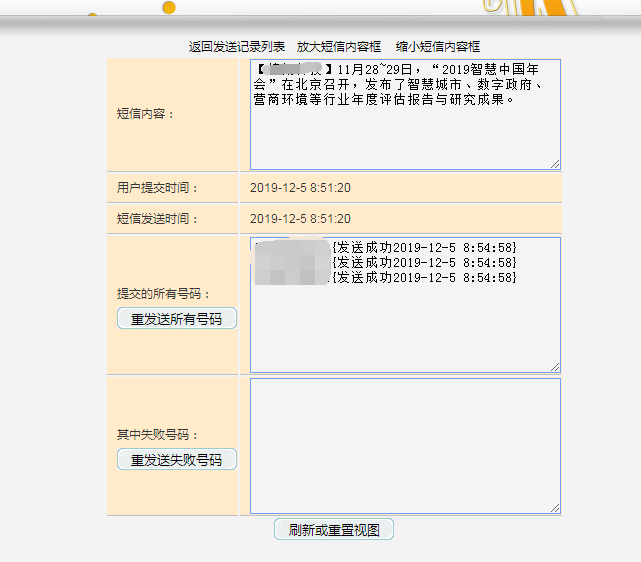 返回发送记录列表 放大短信内容框 缩小短信内容框
短信内容：
【 】11月28~29日，“2019智慧中国年
会”在北京召开，发布了智慧城市、数字政府、
营商环境等行业年度评估报告与研究成果。
用户提交时间：
2019-12-5 8:51:20
短信发送时间：
2019-12-5 8:51:20
提交的所有号码：
重发送所有号码
{发送成功2019-12-5 8:54:58}
{发送成功2019-12-5 8:54:58}
{发送成功2019-12-5 8:54:58}
其中失败号码：
重发送失败号码
刷新或重置视图